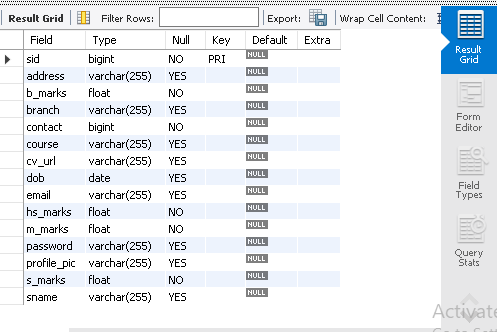 Result Grid Filter Rows: Export: Wrap Cell Content:
Field Type Null Key Default Extra
sid bigint NO PRI NULL
address varchar(255) YES NULL
b_marks float NO NULL
branch varchar(255) YES NULL
contact bigint NO NULL
course varchar(255) YES NULL
cv_url varchar(255) YES NULL
dob date YES NULL
email varchar(255) YES NULL
hs_marks float NO NULL
m_marks float NO NULL
password varchar(255) YES NULL
profile_pic varchar(255) YES NULL
s_marks float NO NULL
sname varchar(255) YES NULL
Result
Grid
Form
Editor
Field
Types
Query
Stats
Activate